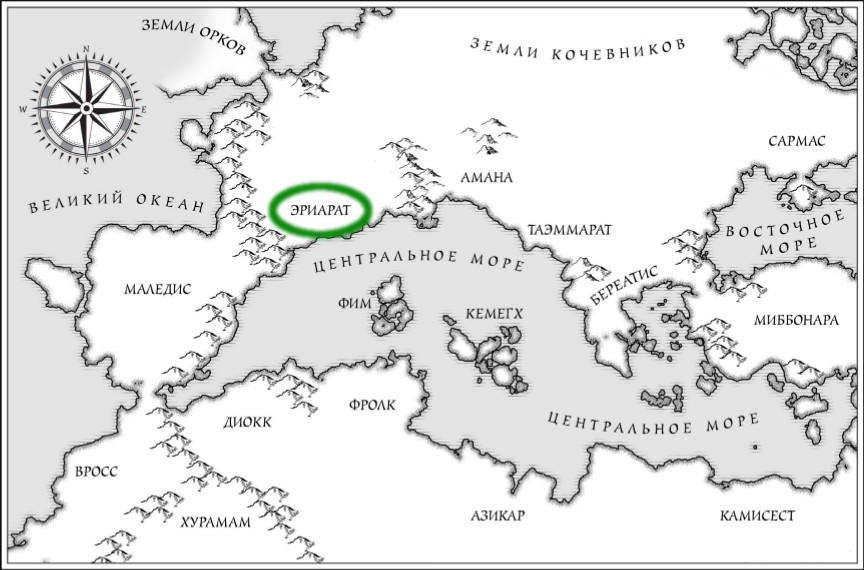 ЗЕМЛИ ОРКОВ
ЗЕМЛИ КОЧЕВНИКОВ
N
W
E
S
САРМАС
АМАНА
ВЕЛИКИЙ ОКЕАН
ЭРИАРАТ
ТАЭММАРАТ
ВОСТОЧНОЕ
МОРЕ
ЦЕНТРАЛЬНОЕ МОРЕ
МАЛЕДИС
БЕРЕАТИС
ФИМ
КЕМЕГХ
МИББОНАРА
ФРОЛК
ДИОКК
ЦЕНТРАЛЬНОЕ МОРЕ
ВРОСС
ХУРАМАМ
АЗИКАР
КАМИСЕСТ